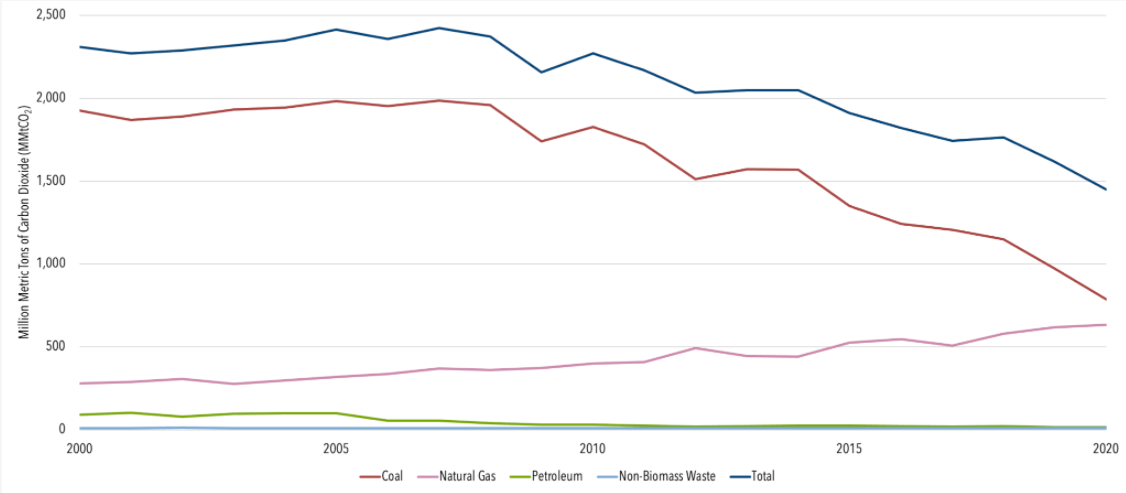 2,500
2,000
1,500
1,000
500
0
Million Metric Tons of Carbon Dioxide (MMtCO₂)
2000 2005 2010 2015 2020
Coal Natural Gas Petroleum Non-Biomass Waste Total